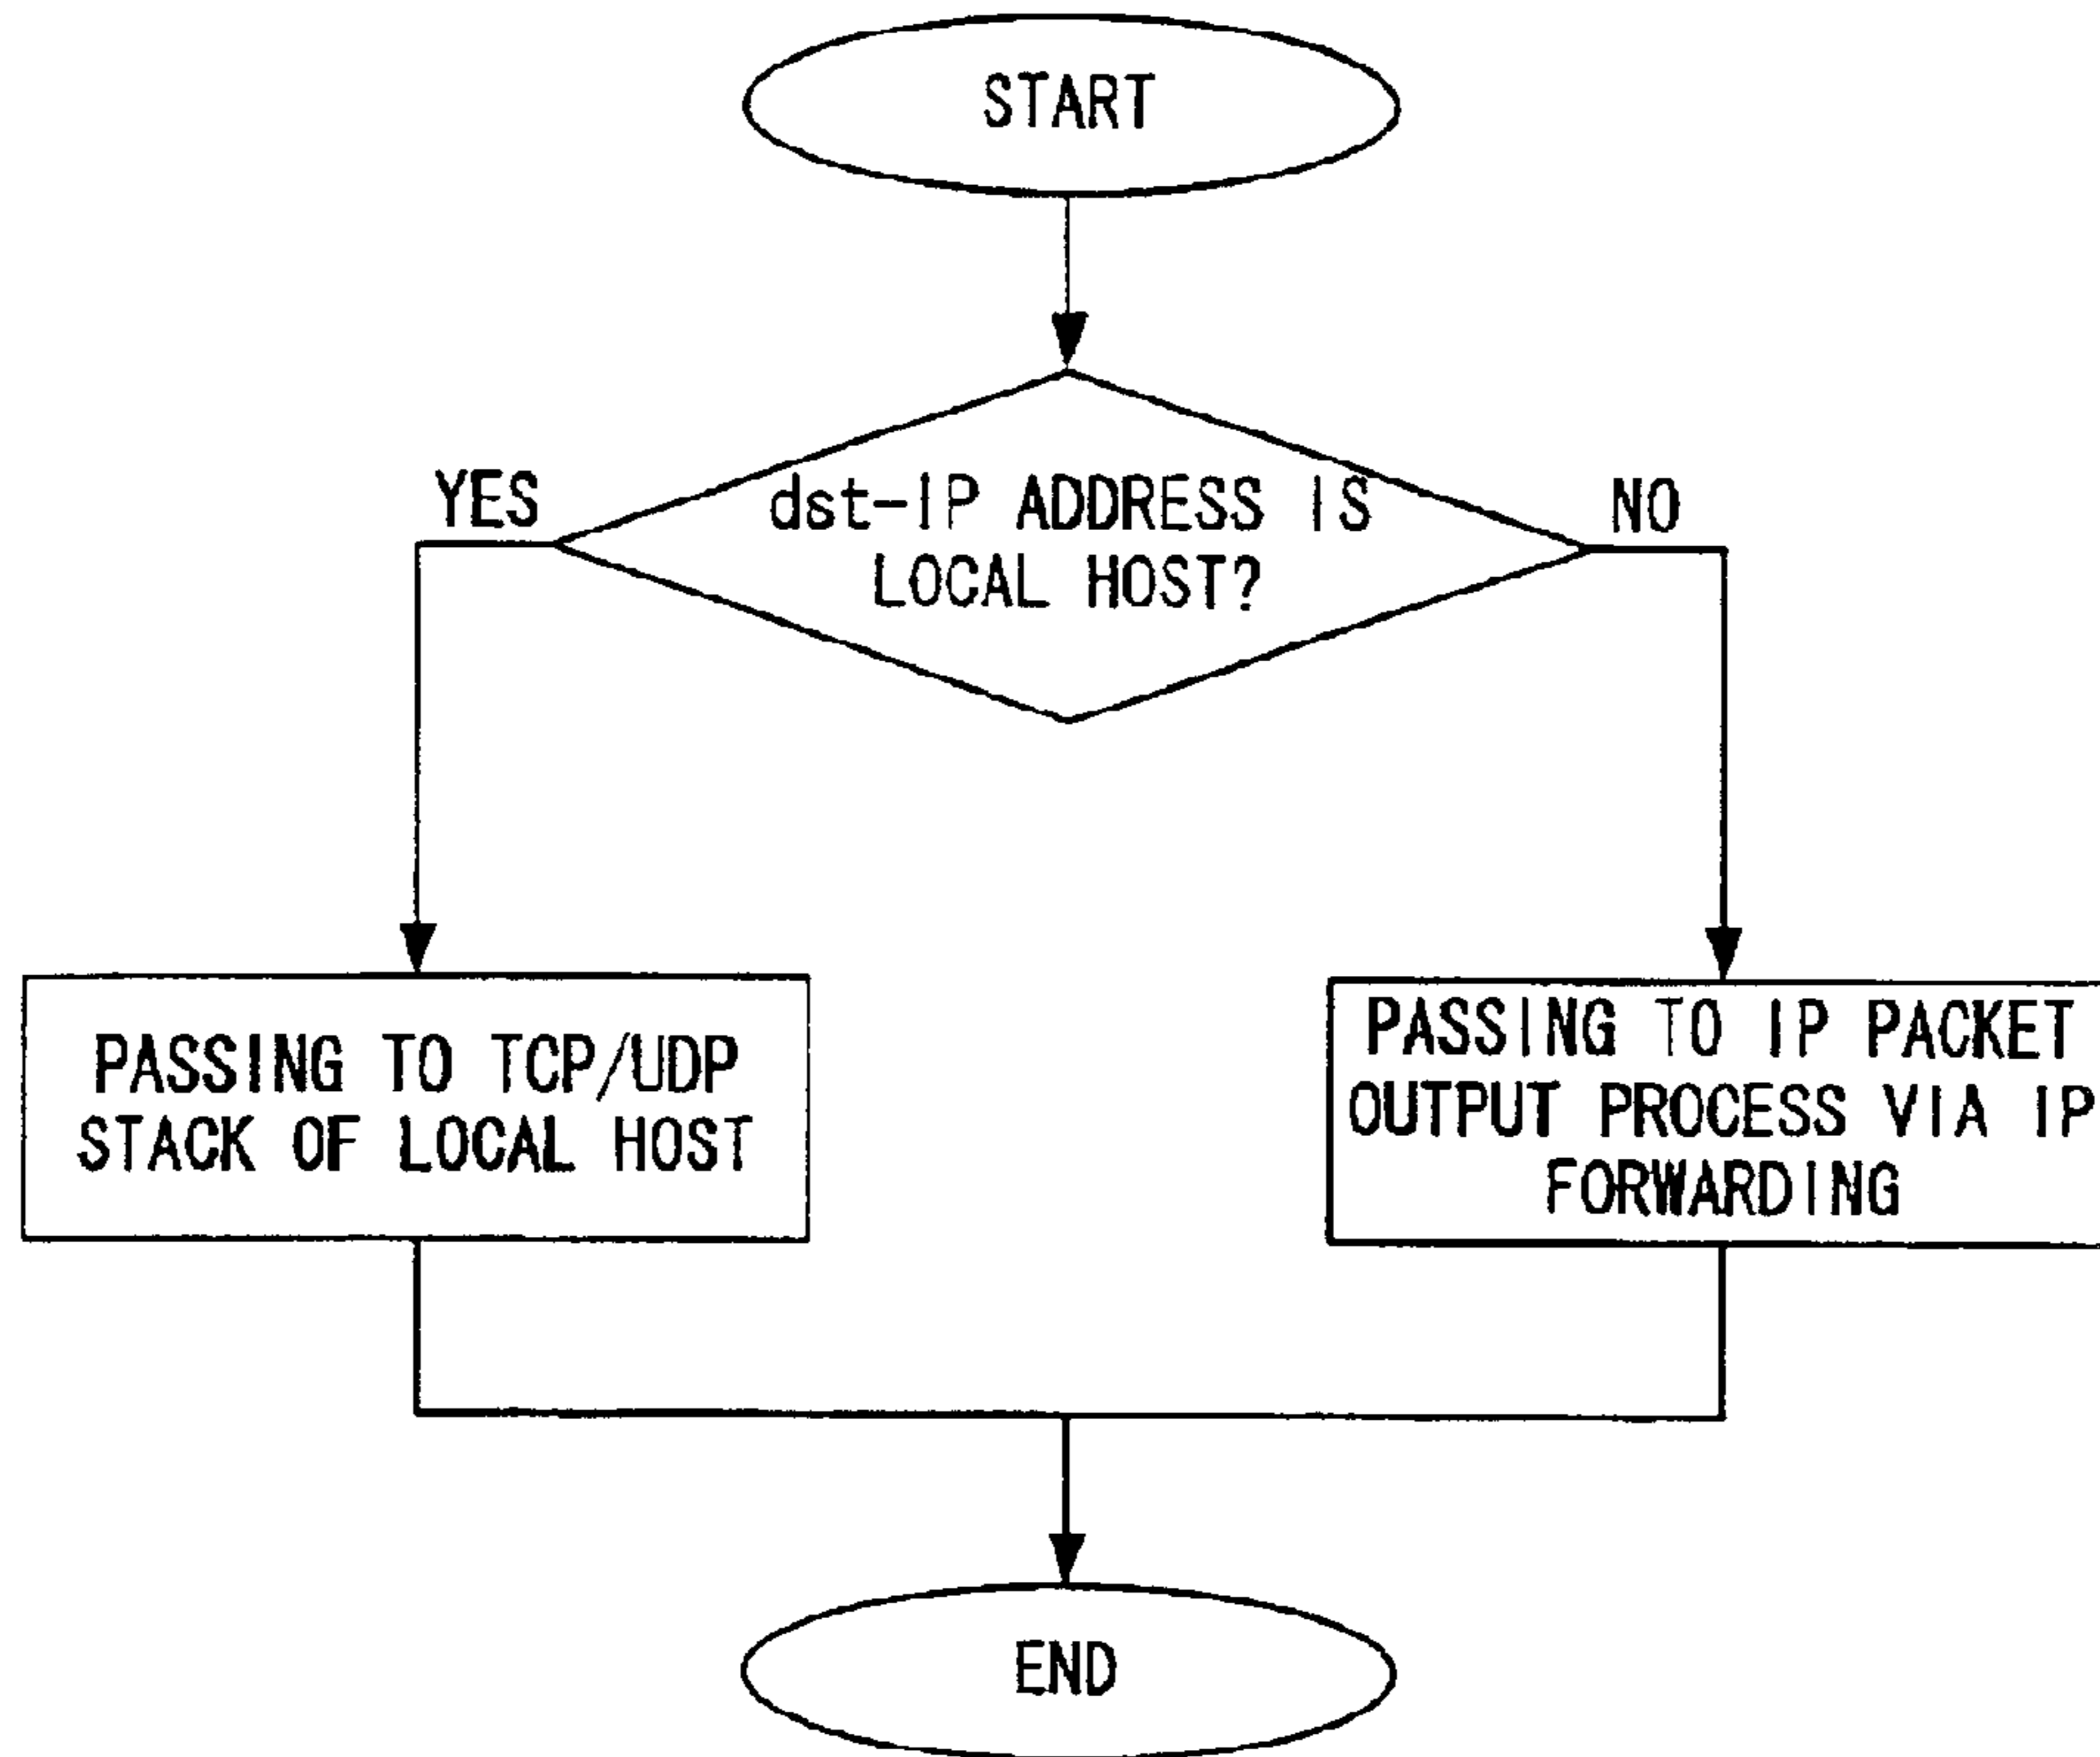 START
YES
dst-IP ADDRESS IS
LOCAL HOST?
NO
PASSING TO TCP/UDP
STACK OF LOCAL HOST
PASSING TO IP PACKET
OUTPUT PROCESS VIA IP
FORWARDING
END